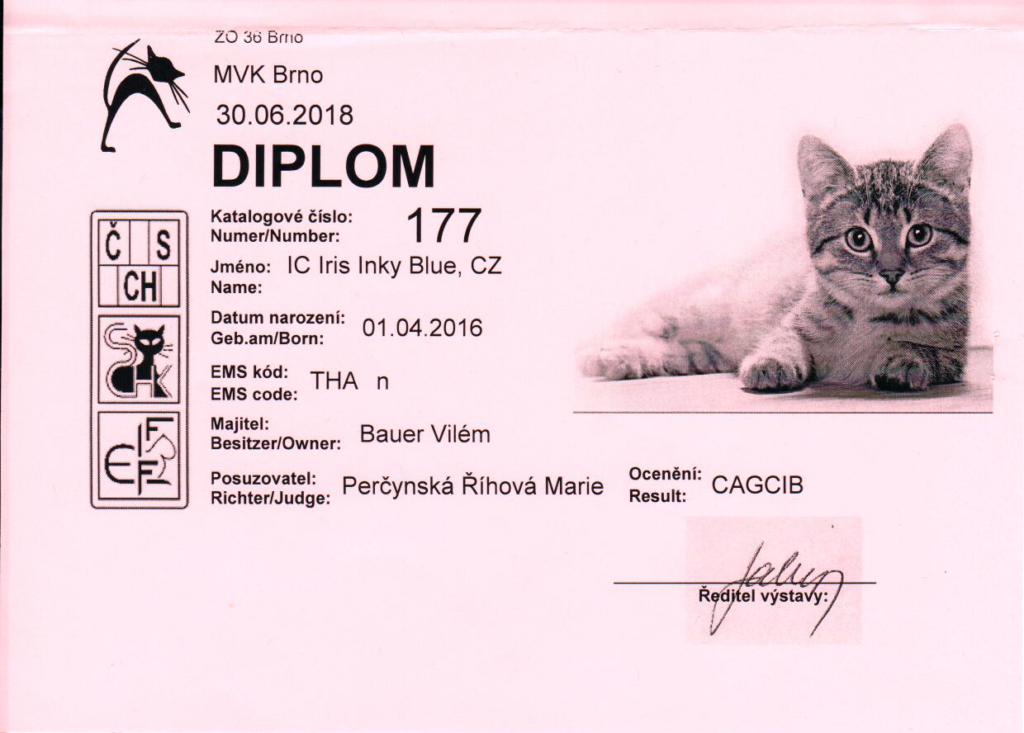 ZO 36 Brno
MVK Brno
30.06.2018
DIPLOM
Katalogové číslo:
Numer/Number: 177
Jméno: IC Iris Inky Blue, CZ
Name:
Datum narození:
Geb.am/Born: 01.04.2016
EMS kód: THA n
EMS code:
Majitel:
Besitzer/Owner: Bauer Vilém
Posuzovatel:
Richter/Judge: Perčynská Říhová Marie
Ocenění:
Result: CAGCIB
Ředitel výstavy:
Č S
CH
SCHK
FIFE